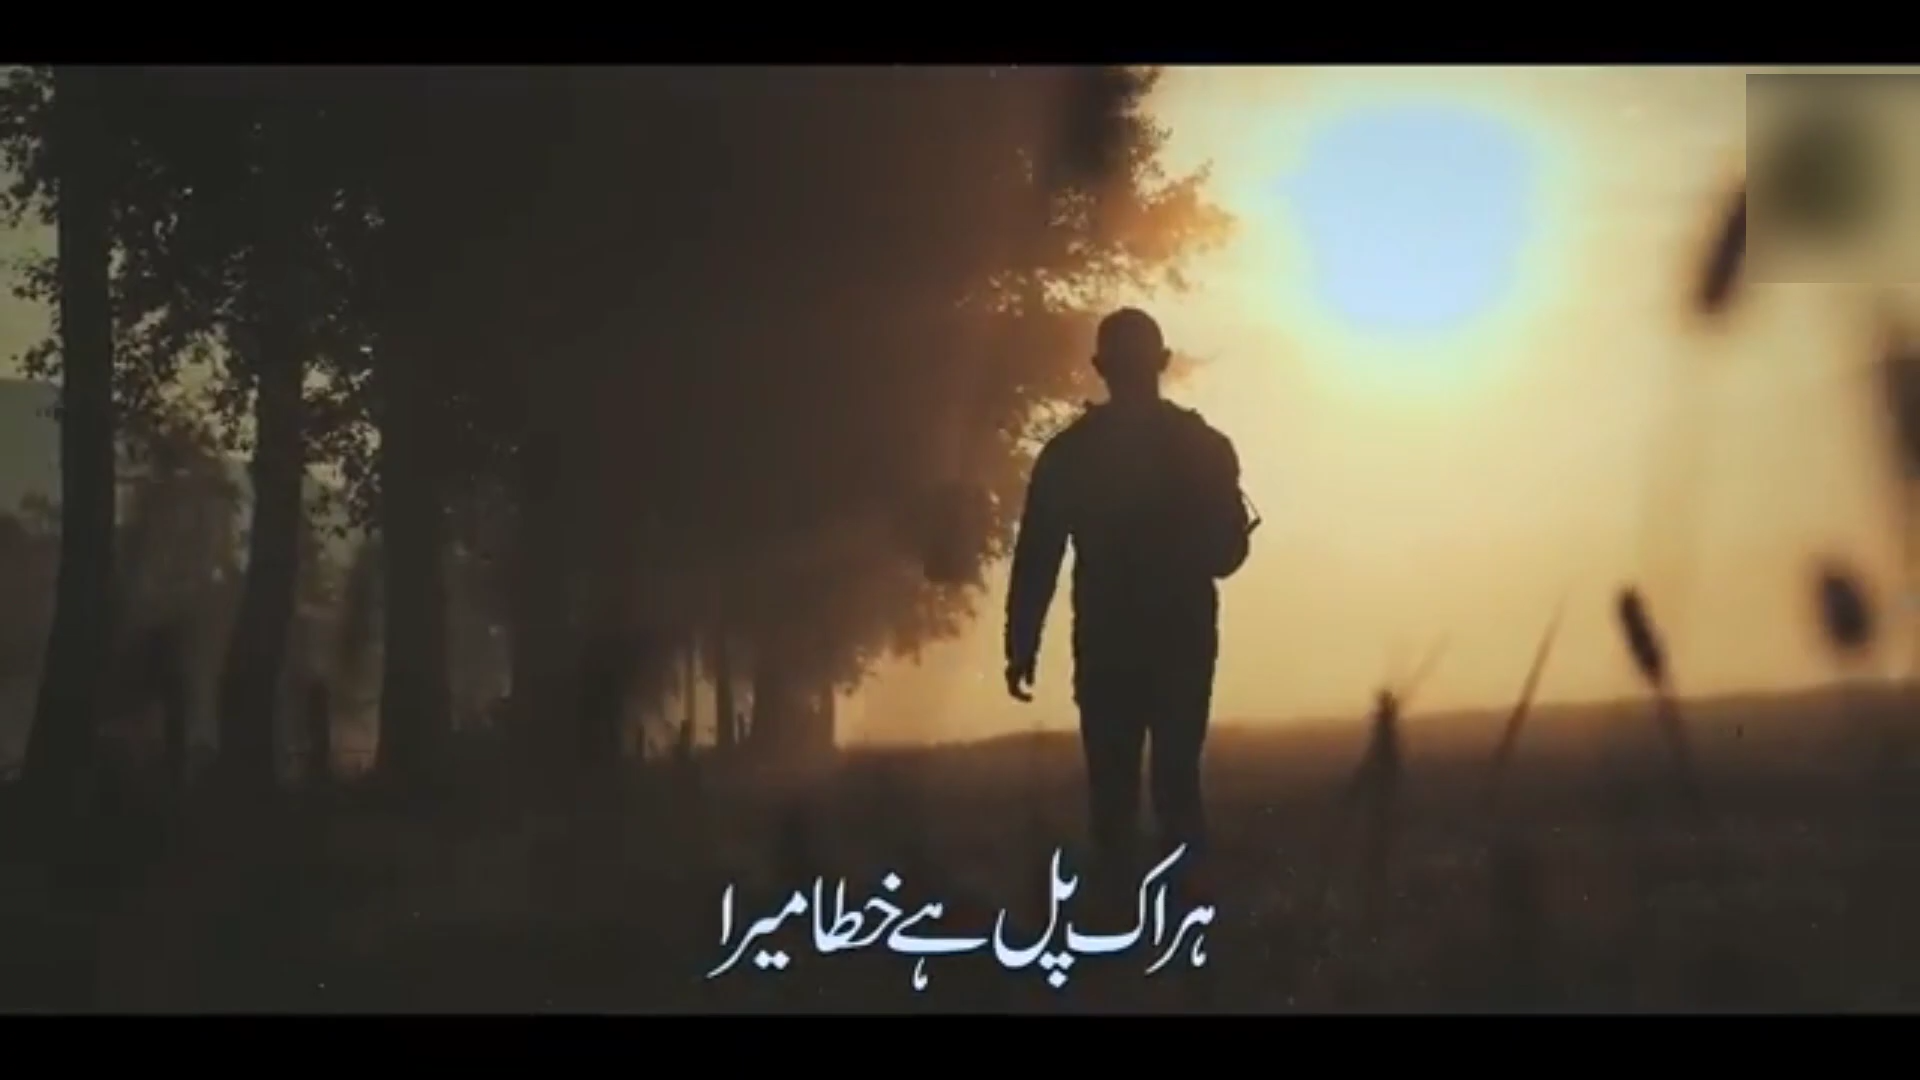 ہر اک پل ہے خطا میرا